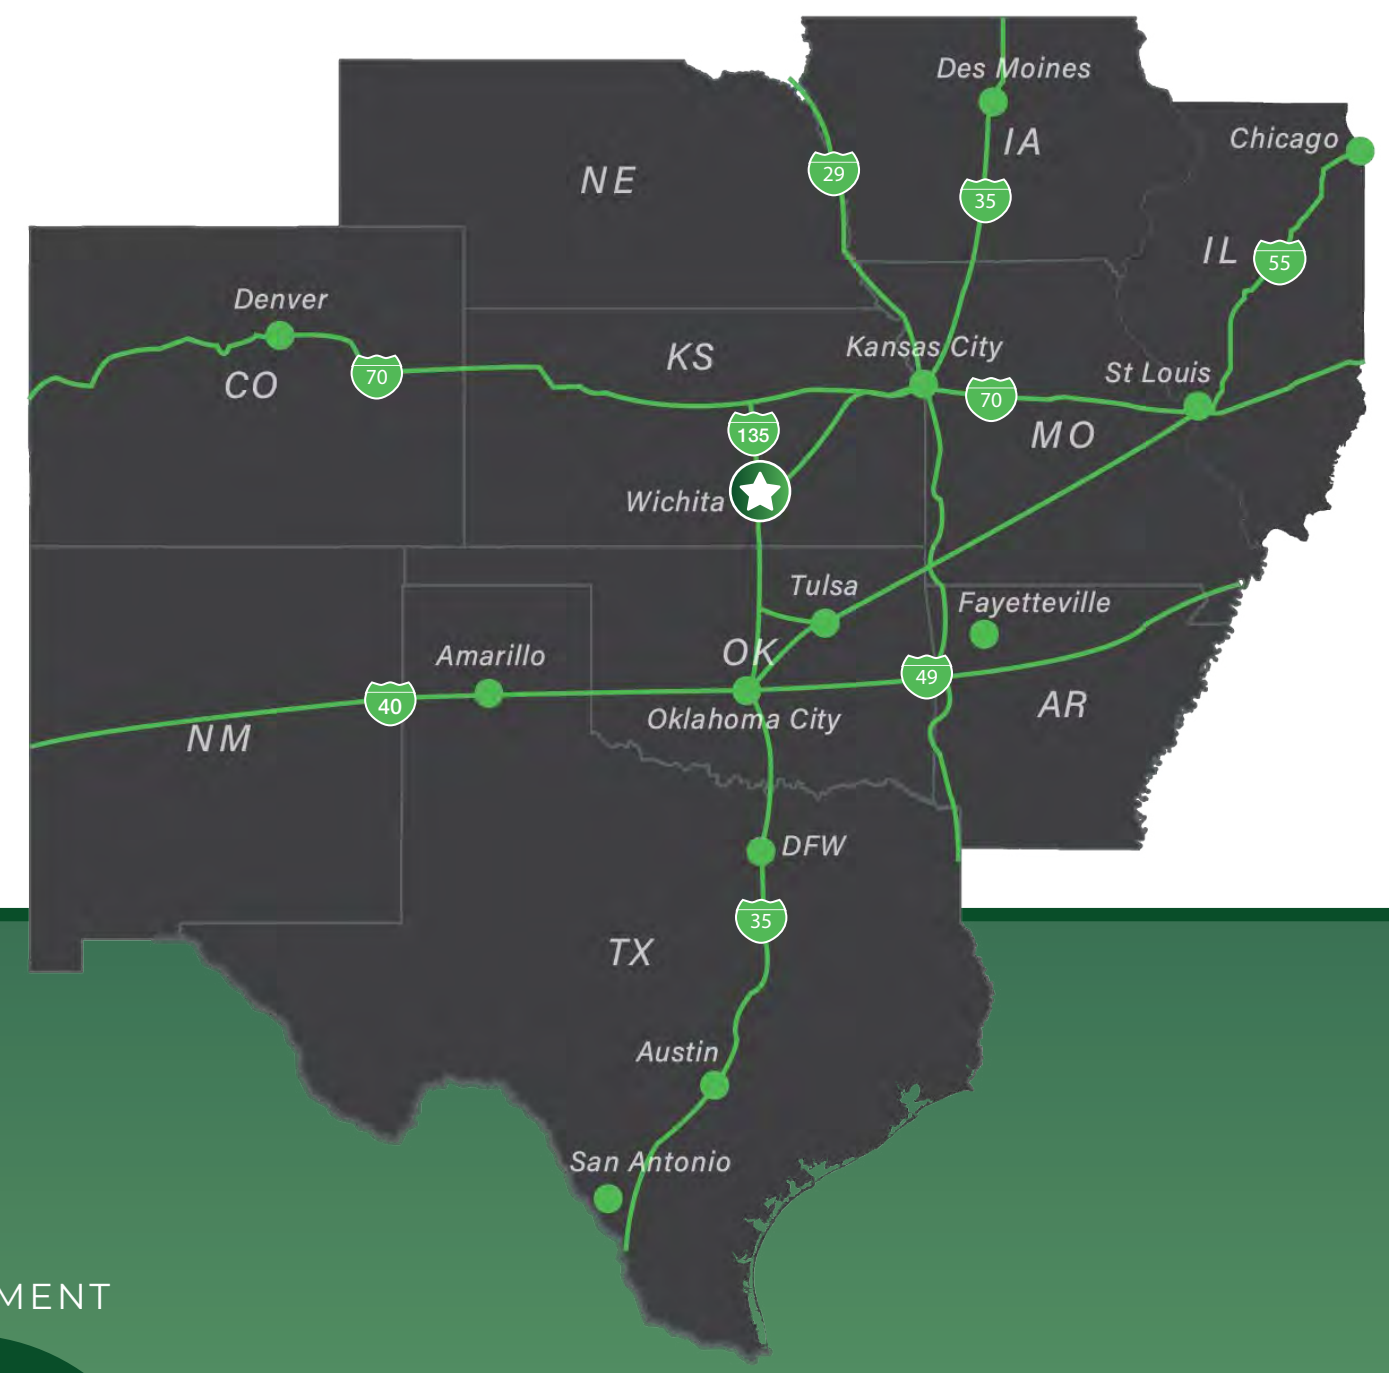 Des Moines
IA
Chicago
NE
29
35
IL
55
Denver
KS
Kansas City
CO
70
St Louis
70
MO
135
Wichita
Tulsa
Fayetteville
OK
Amarillo
49
40
AR
NM
Oklahoma City
DFW
35
TX
Austin
San Antonio
MENT